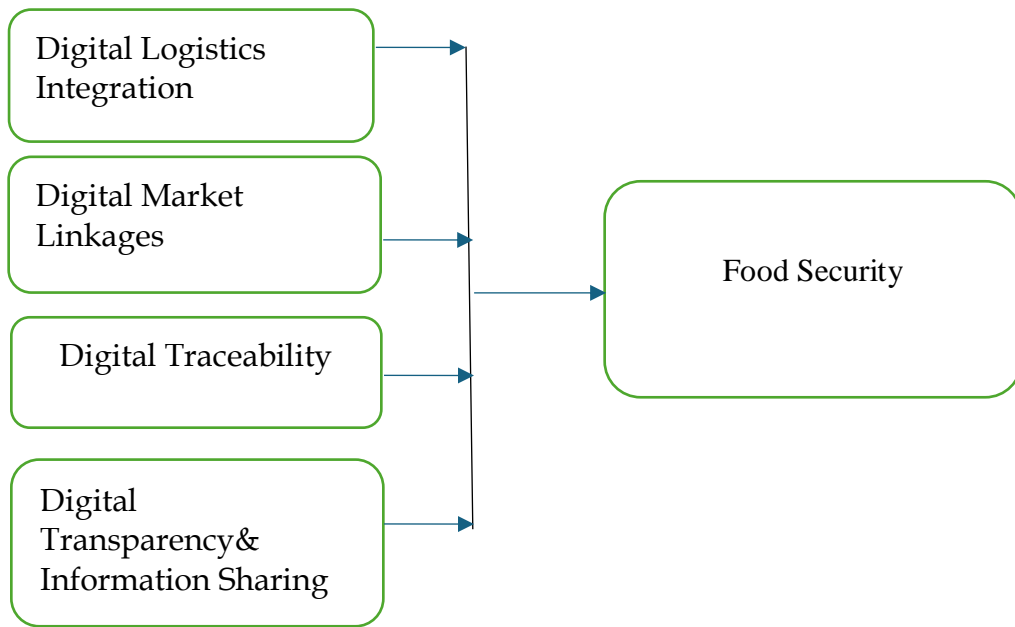 Digital Logistics
Integration
Digital Market
Linkages
Food Security
Digital Traceability
Digital
Transparency&
Information Sharing